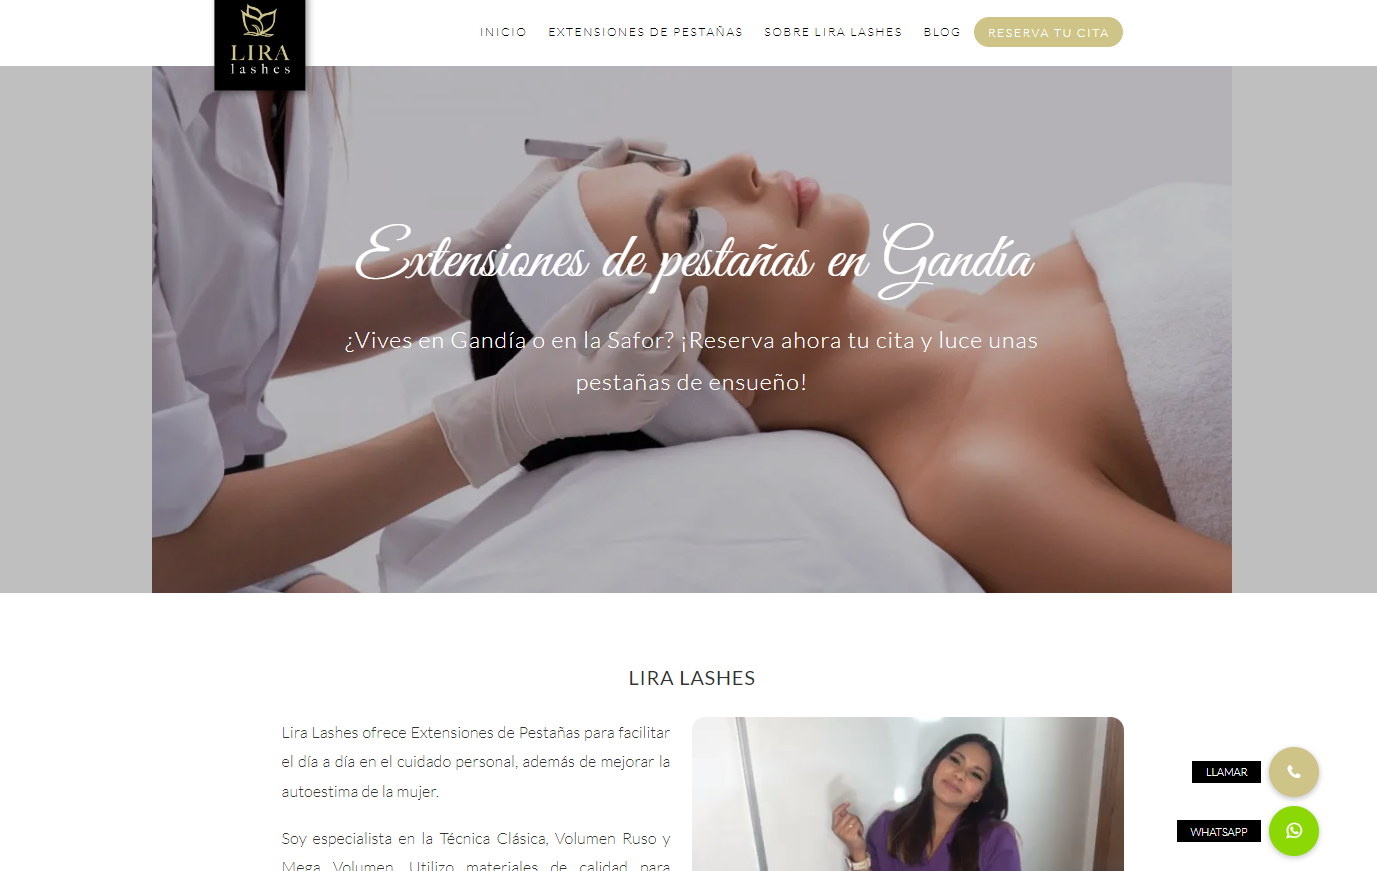 LIRA
lashes
INICIO EXTENSIONES DE PESTAÑAS SOBRE LIRA LASHES BLOG RESERVA TU CITA
Extensiones de pestañas en Gandía
¿Vives en Gandía o en la Safor? ¡Reserva ahora tu cita y luce unas
pestañas de ensueño!
LIRA LASHES
Lira Lashes ofrece Extensiones de Pestañas para facilitar
el día a día en el cuidado personal, además de mejorar la
autoestima de la mujer.
Soy especialista en la Técnica Clásica, Volumen Ruso y
Mega Volumen. Utilizo materiales de calidad para
LLAMAR
WHATSAPP